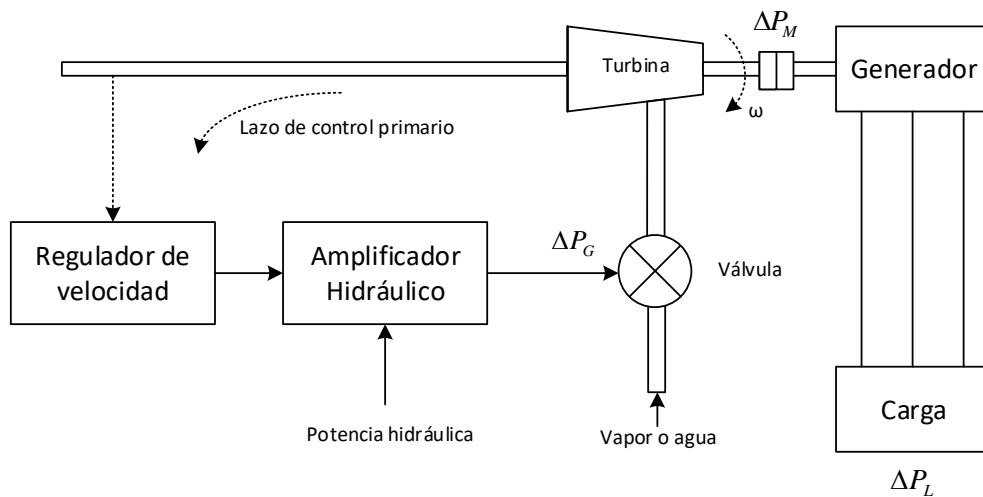 ΔP_M
Turbina
Generador
ω
Lazo de control primario
Regulador de
velocidad
Amplificador
Hidráulico
ΔP_G
Válvula
Potencia hidráulica
Vapor o agua
Carga
ΔP_L